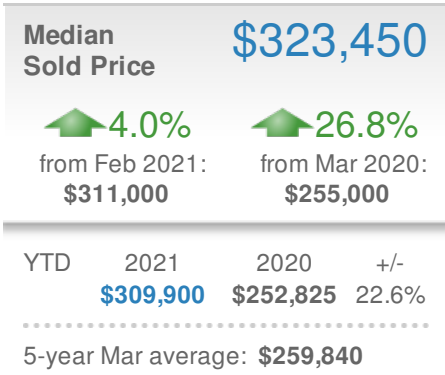 Median $323,450
Sold Price
4.0% 26.8%
from Feb 2021: from Mar 2020:
$311,000 $255,000
YTD 2021 2020 +/-
$309,900 $252,825 22.6%
5-year Mar average: $259,840